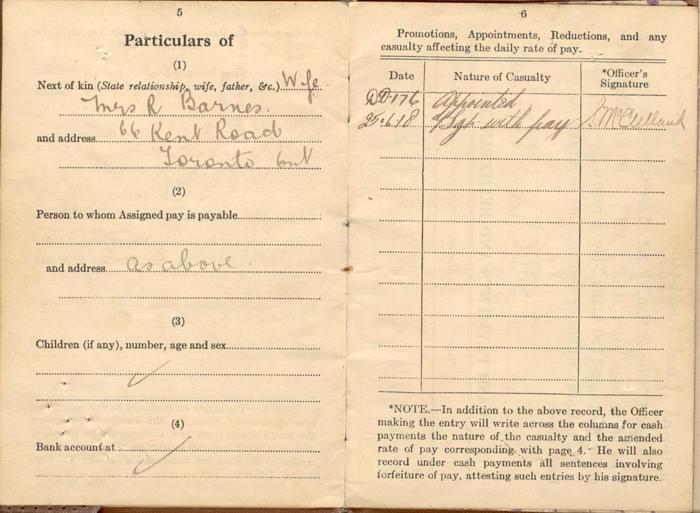 5
Particulars of
(1)
Next of kin (State relationship, wife, father, &c.) Wife
Mrs R Barnes.
and address 66 Kent Road
Toronto Ont
(2)
Person to whom Assigned pay is payable
and address as above.
(3)
Children (if any), number, age and sex
(4)
Bank account at
6
Promotions, Appointments, Reductions, and any
casualty affecting the daily rate of pay.
Date Nature of Casualty *Officer's Signature
DD·176 Appointed
25·6·18 a/Sgt. with pay
*NOTE.—In addition to the above record, the Officer
making the entry will write across the columns for cash
payments the nature of the casualty and the amended
rate of pay corresponding with page 4. He will also
record under cash payments all sentences involving
forfeiture of pay, attesting such entries by his signature.